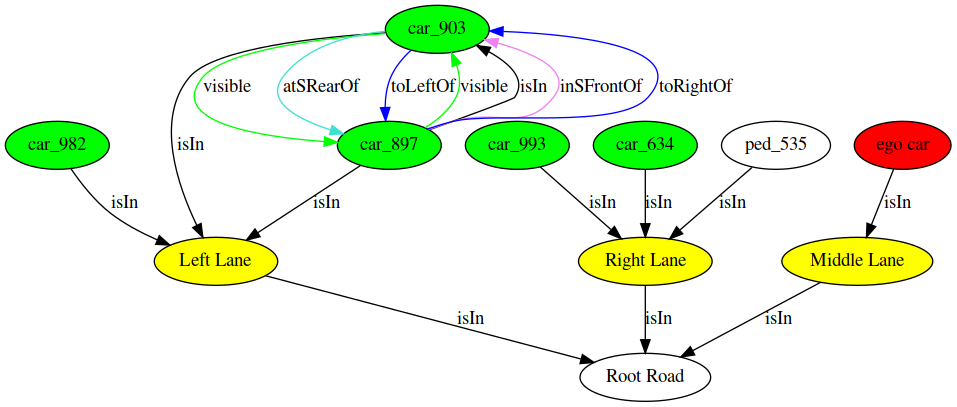 car_903
visible
atSRearOf
toLeftOf
visible
isIn
inSFrontOf
toRightOf
isIn
car_982
car_897
car_993
car_634
ped_535
ego car
isIn
isIn
isIn
isIn
isIn
isIn
Left Lane
Right Lane
Middle Lane
isIn
isIn
isIn
Root Road